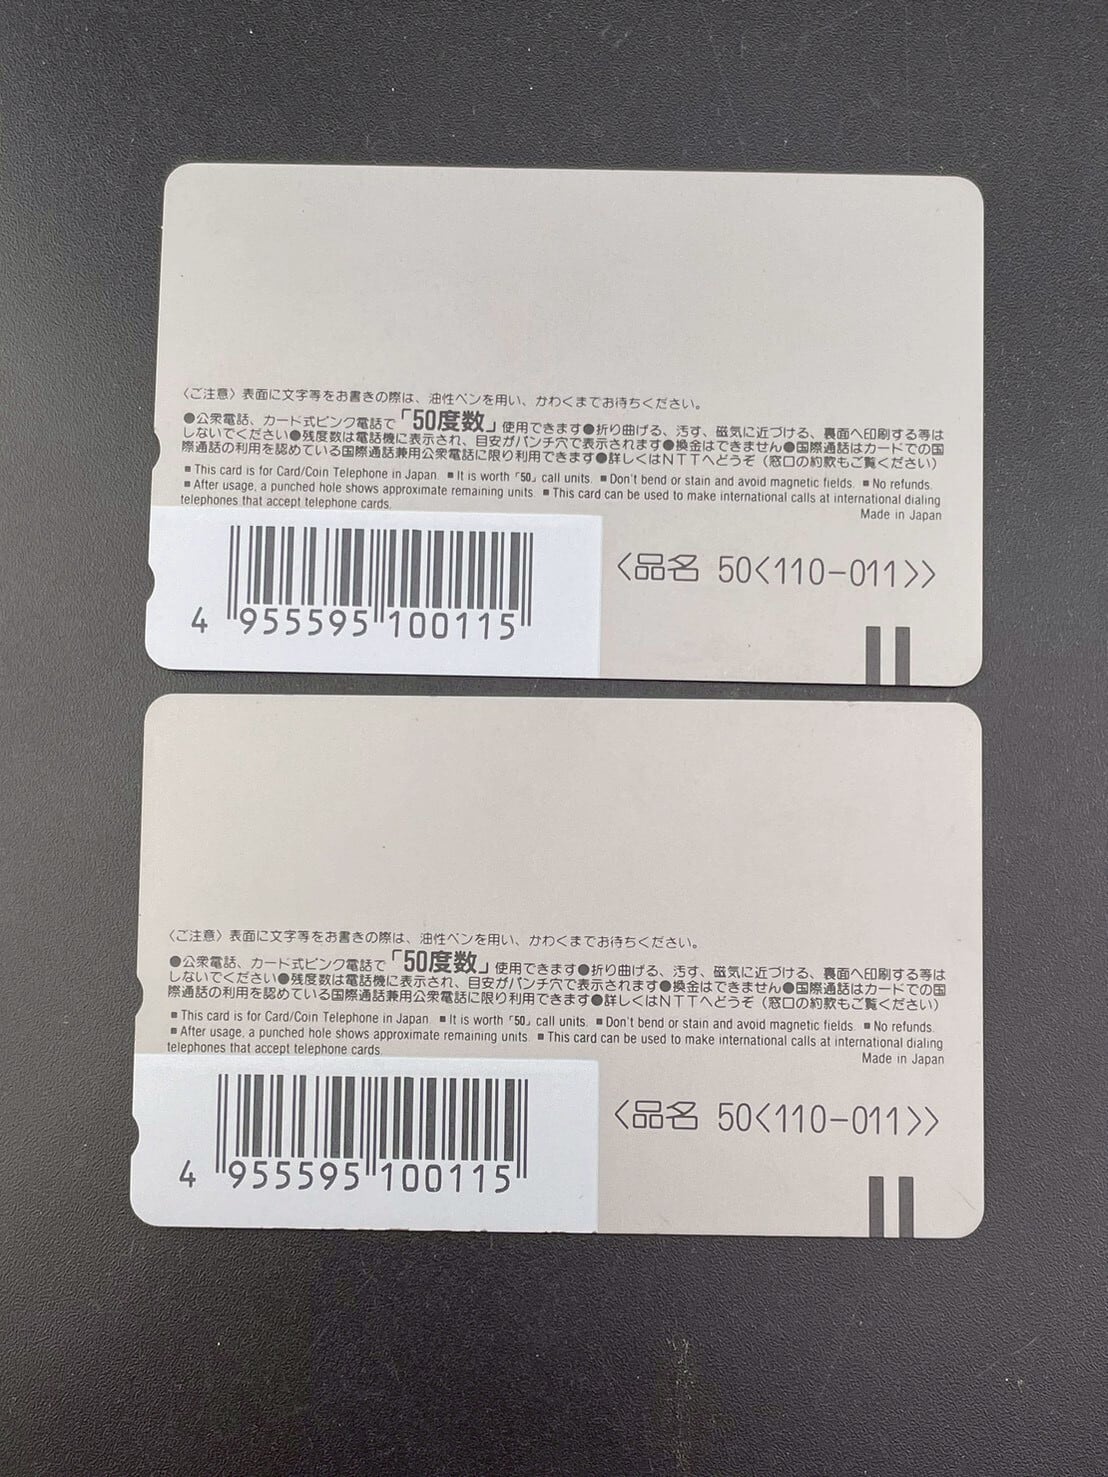 〈ご注意〉表面に文字等をお書きの際は、油性ペンを用い、かわくまでお待ちください。
●公衆電話、カード式ピンク電話で「50度数」使用できます●折り曲げる、汚す、磁気に近づける、裏面へ印刷する等は
しないでください●残度数は電話機に表示され、目安がパンチ穴で表示されます●換金はできません●国際通話はカードでの国
際通話の利用を認めている国際通話兼用公衆電話に限り利用できます●詳しくはNTTへどうぞ（窓口の約款もご覧ください）
■This card is for Card/Coin Telephone in Japan. ■It is worth「50」call units. ■Don't bend or stain and avoid magnetic fields. ■No refunds.
■After usage, a punched hole shows approximate remaining units. ■This card can be used to make international calls at international dialing
telephones that accept telephone cards.
Made in Japan
〈品名 50〈110-011〉〉
4 955595 100115
〈ご注意〉表面に文字等をお書きの際は、油性ペンを用い、かわくまでお待ちください。
●公衆電話、カード式ピンク電話で「50度数」使用できます●折り曲げる、汚す、磁気に近づける、裏面へ印刷する等は
しないでください●残度数は電話機に表示され、目安がパンチ穴で表示されます●換金はできません●国際通話はカードでの国
際通話の利用を認めている国際通話兼用公衆電話に限り利用できます●詳しくはNTTへどうぞ（窓口の約款もご覧ください）
■This card is for Card/Coin Telephone in Japan. ■It is worth「50」call units. ■Don't bend or stain and avoid magnetic fields. ■No refunds.
■After usage, a punched hole shows approximate remaining units. ■This card can be used to make international calls at international dialing
telephones that accept telephone cards.
Made in Japan
〈品名 50〈110-011〉〉
4 955595 100115